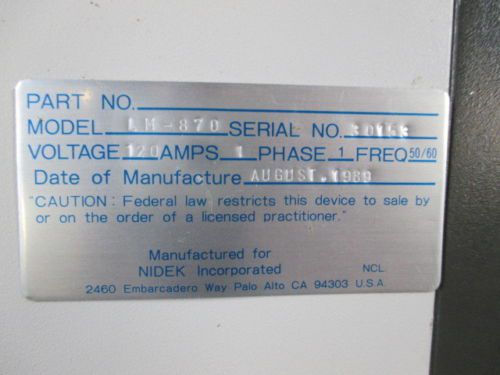 PART NO.
MODEL LM-870 SERIAL NO. 30153
VOLTAGE 120 AMPS 1 PHASE 1 FREQ 50/60
Date of Manufacture AUGUST.1989
"CAUTION: Federal law restricts this device to sale by
or on the order of a licensed practitioner."
Manufactured for
NIDEK Incorporated NCL.
2460 Embarcadero Way Palo Alto CA 94303 U.S.A.